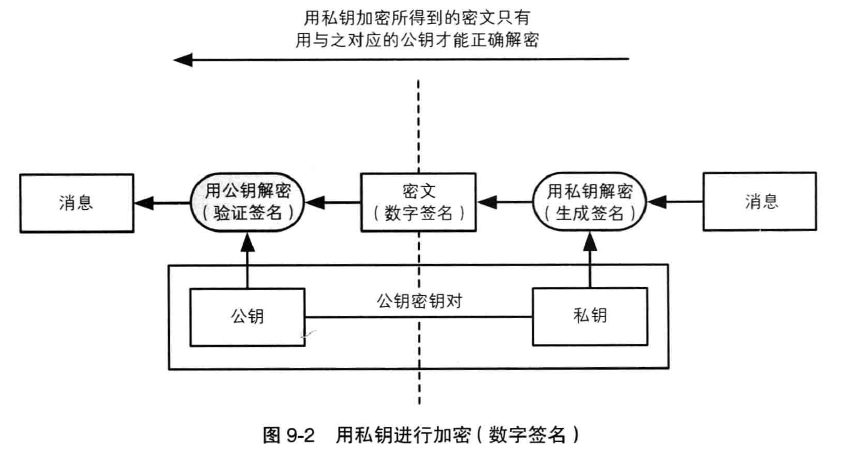 用私钥加密所得到的密文只有
用与之对应的公钥才能正确解密
消息
用公钥解密
（验证签名）
密文
（数字签名）
用私钥解密
（生成签名）
消息
公钥
公钥密钥对
私钥
图 9-2 用私钥进行加密（数字签名）